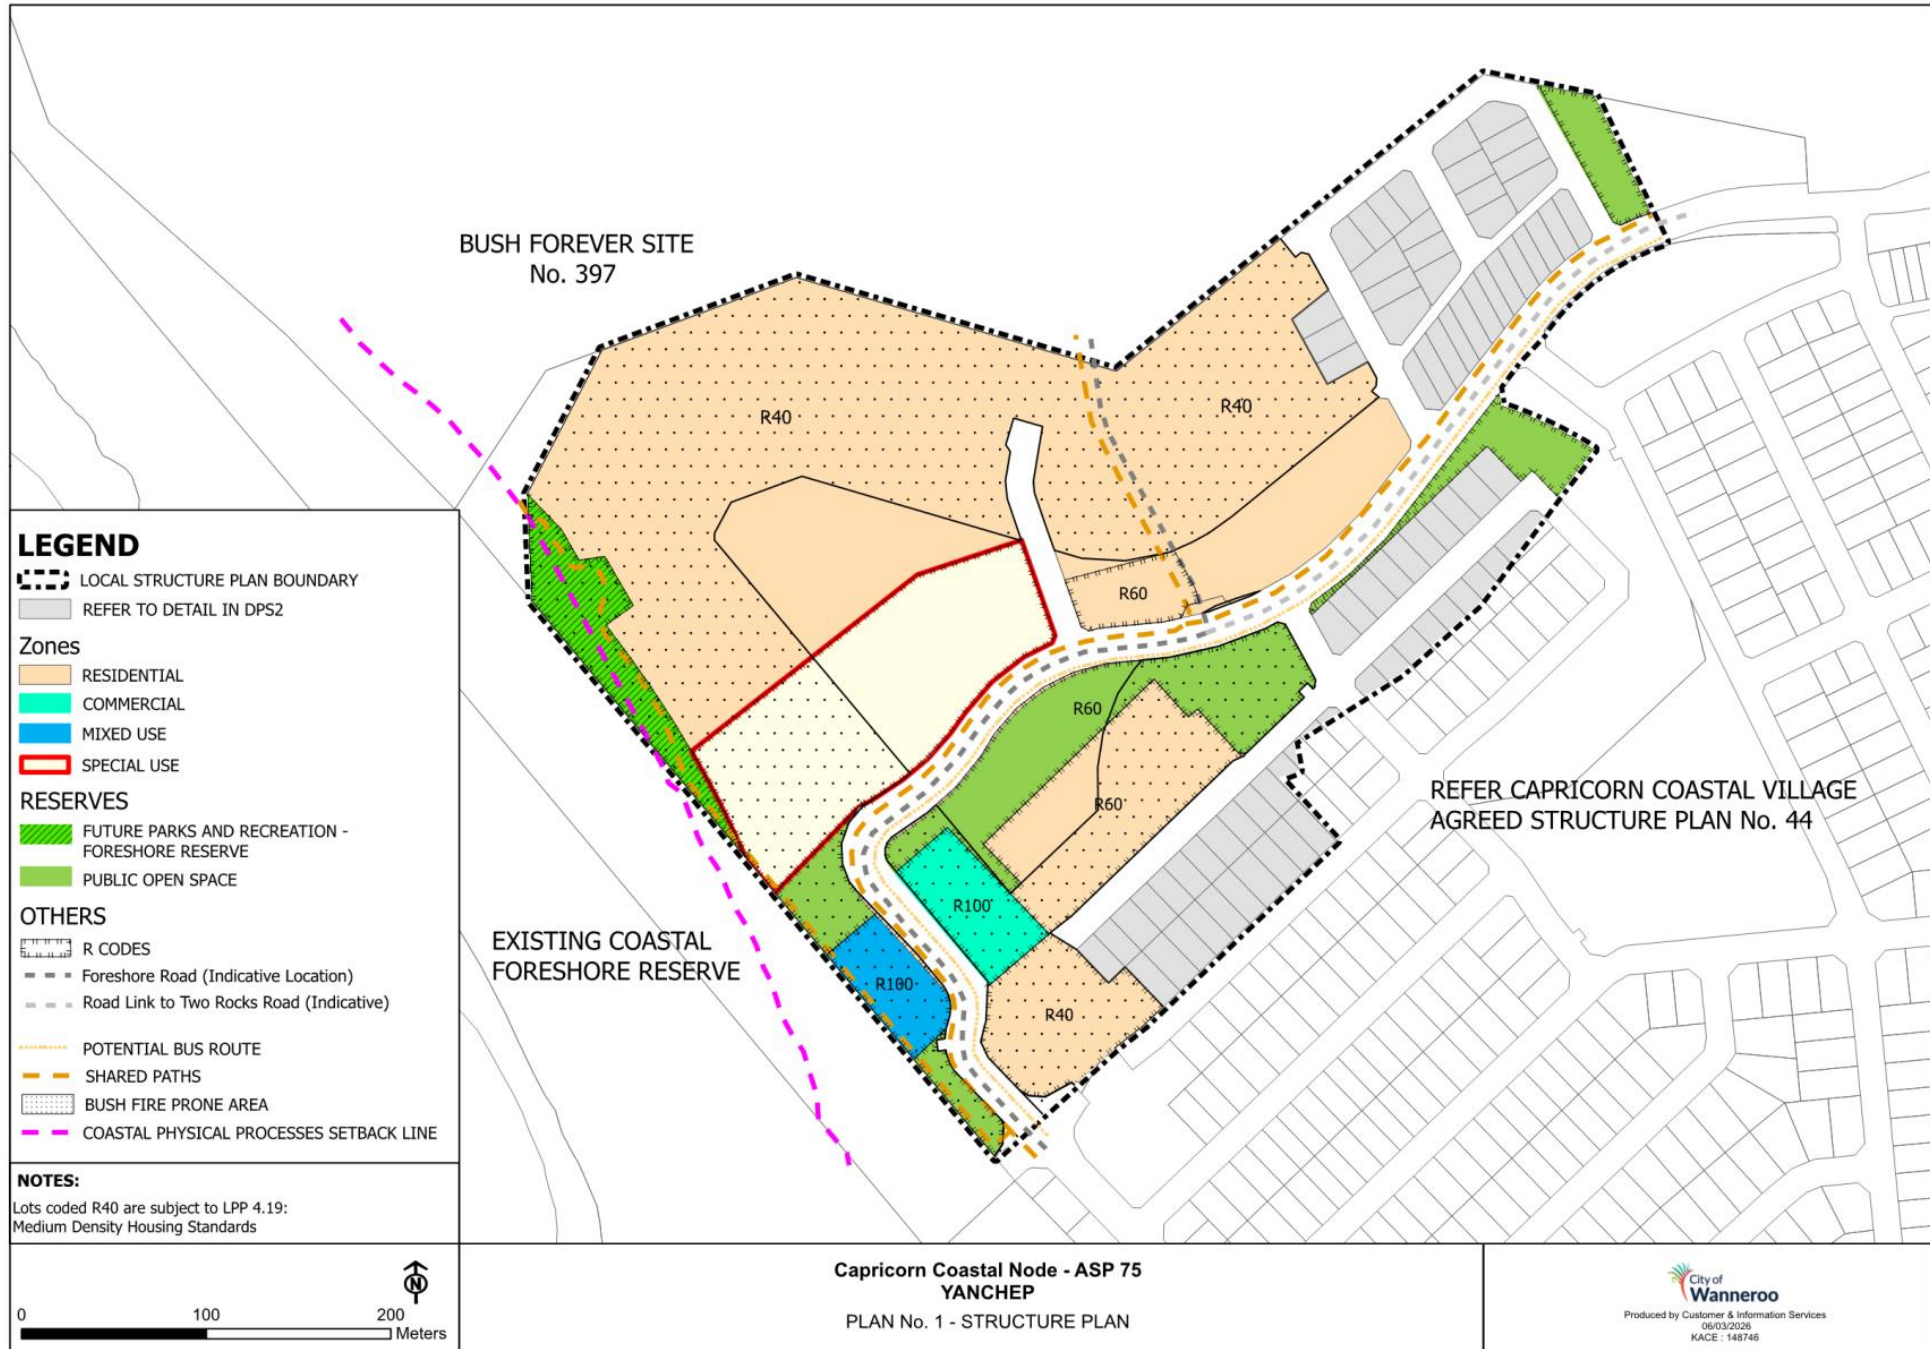 BUSH FOREVER SITE
No. 397
R40
R40
R60
R60
R60
REFER CAPRICORN COASTAL VILLAGE
AGREED STRUCTURE PLAN No. 44
R100
EXISTING COASTAL
FORESHORE RESERVE
R100
R40
LEGEND
LOCAL STRUCTURE PLAN BOUNDARY
REFER TO DETAIL IN DPS2
Zones
RESIDENTIAL
COMMERCIAL
MIXED USE
SPECIAL USE
RESERVES
FUTURE PARKS AND RECREATION -
FORESHORE RESERVE
PUBLIC OPEN SPACE
OTHERS
R CODES
Foreshore Road (Indicative Location)
Road Link to Two Rocks Road (Indicative)
POTENTIAL BUS ROUTE
SHARED PATHS
BUSH FIRE PRONE AREA
COASTAL PHYSICAL PROCESSES SETBACK LINE
NOTES:
Lots coded R40 are subject to LPP 4.19:
Medium Density Housing Standards
N
0 100 200
Meters
Capricorn Coastal Node - ASP 75
YANCHEP
PLAN No. 1 - STRUCTURE PLAN
City of
Wanneroo
Produced by Customer & Information Services
06/03/2026
KACE : 148746